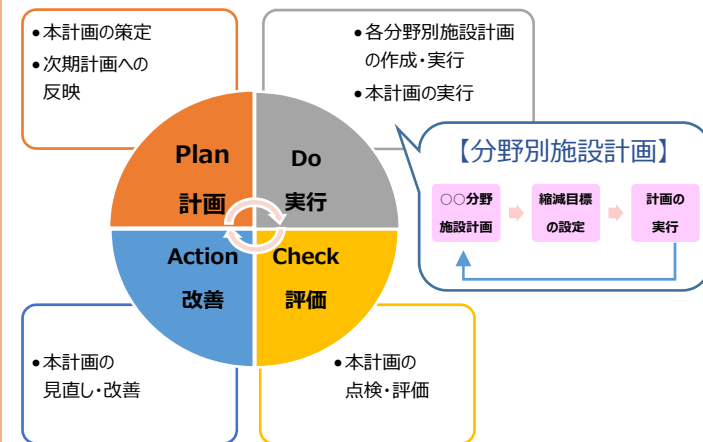 •本計画の策定
•次期計画への
反映
•各分野別施設計画
の作成・実行
•本計画の実行
Plan
計画
Do
実行
【分野別施設計画】
○○分野
施設計画
縮減目標
の設定
計画の
実行
Action
改善
Check
評価
•本計画の
見直し・改善
•本計画の
点検・評価